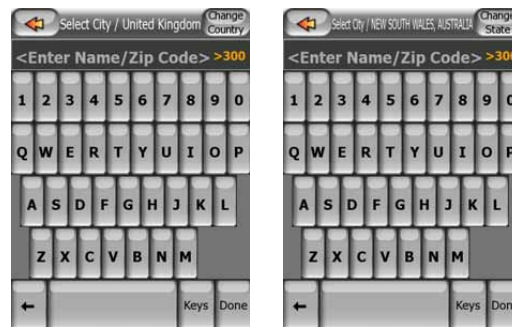 Select City / United Kingdom
Change Country
<Enter Name/Zip Code> >300
1 2 3 4 5 6 7 8 9 0
Q W E R T Y U I O P
A S D F G H J K L
Z X C V B N M
Keys Done
Select City / NEW SOUTH WALES, AUSTRALIA
Change State
<Enter Name/Zip Code> >300
1 2 3 4 5 6 7 8 9 0
Q W E R T Y U I O P
A S D F G H J K L
Z X C V B N M
Keys Done